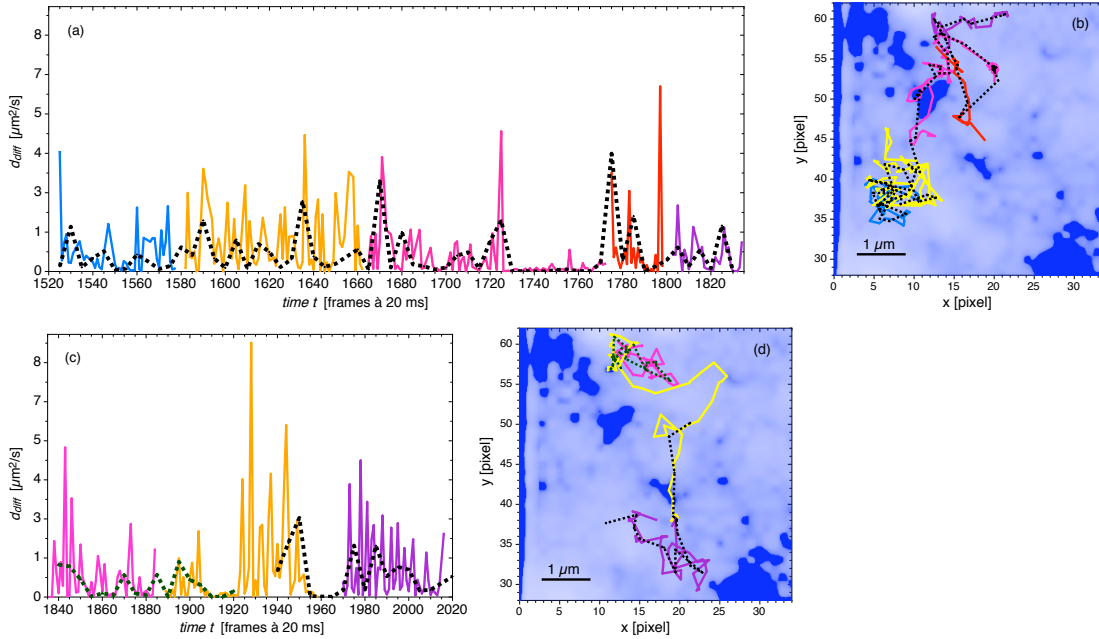 (a)
d_diff [µm²/s]
8
7
5
4
3
1
0
1520 1540 1560 1580 1600 1620 1640 1660 1680 1700 1720 1740 1760 1780 1800 1820
time t [frames à 20 ms]
(b)
y [pixel]
60
55
50
45
40
35
30
1 µm
0 5 10 15 20 25 30
x [pixel]
(c)
d_diff [µm²/s]
8
7
5
4
3
1
0
1840 1860 1880 1900 1920 1940 1960 1980 2000 2020
time t [frames à 20 ms]
(d)
y [pixel]
60
55
50
45
40
35
30
1 µm
0 5 10 15 20 25 30
x [pixel]